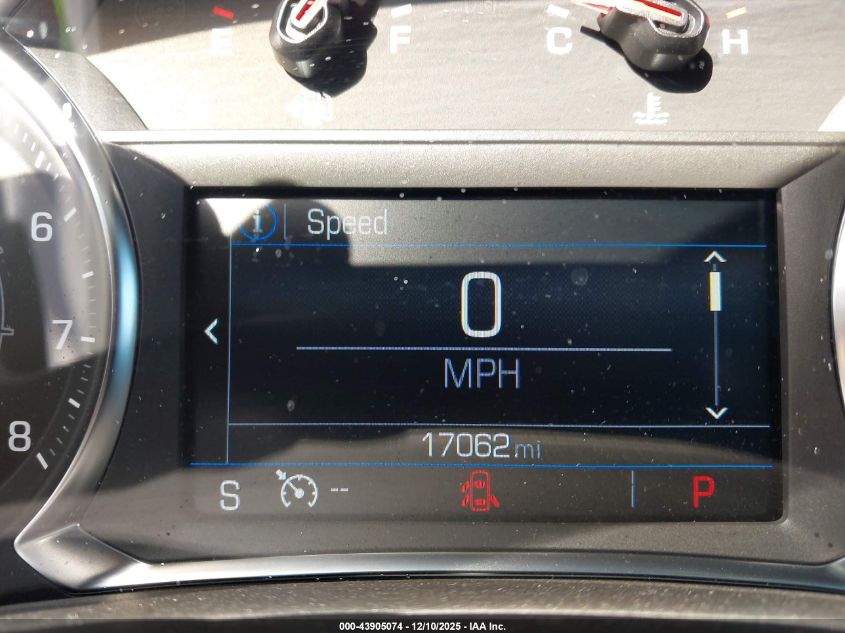 E F C H
6
7
8
i Speed
0
MPH
17062 mi
S -- P
000-43905074 - 12/10/2025 - IAA Inc.